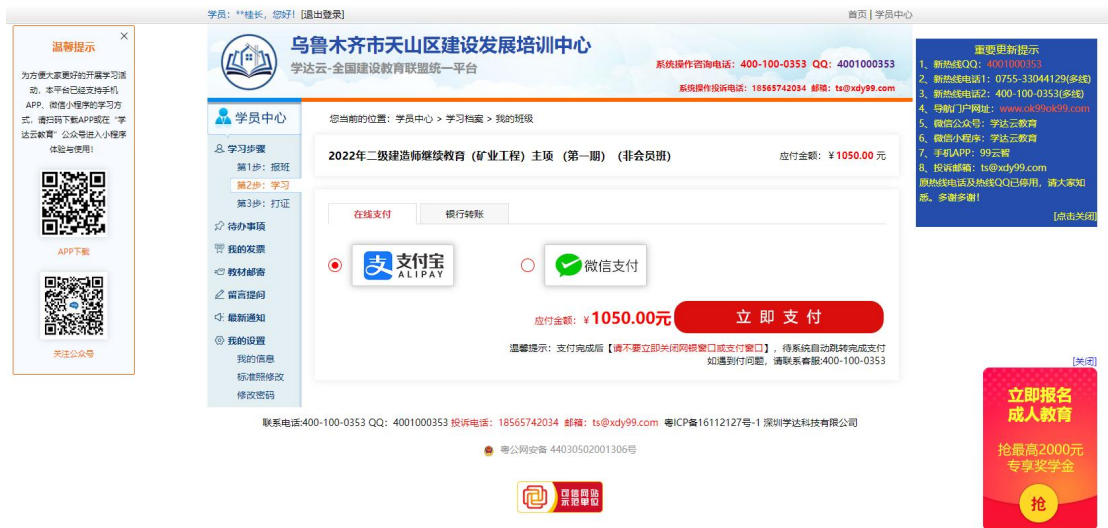 学员: **桂长, 您好! [退出登录]
首页 | 学员中心
温馨提示
为方便大家更好的开展学习活
动, 本平台已经支持手机
APP、微信小程序的学习方
式, 请扫码下载APP或在“学
达云教育”公众号进入小程序
体验与使用!
APP下载
关注公众号
乌鲁木齐市天山区建设发展培训中心
学达云-全国建设教育联盟统一平台
系统操作咨询电话: 400-100-0353 QQ: 4001000353
系统操作投诉电话: 18565742034 邮箱: ts@xdy99.com
学员中心
学习步骤
第1步: 报班
第2步: 学习
第3步: 打证
待办事项
我的发票
教材邮寄
留言提问
最新通知
我的设置
我的信息
标准照修改
修改密码
您当前的位置: 学员中心 > 学习档案 > 我的班级
2022年二级建造师继续教育 (矿业工程) 主项 (第一期) (非会员班)
应付金额: ¥1050.00 元
在线支付
银行转账
支付宝
ALIPAY
微信支付
应付金额: ¥1050.00元
立即支付
温馨提示: 支付完成后【请不要立即关闭网银窗口或支付窗口】, 待系统自动跳转完成支付
如遇到付问题, 请联系客服:400-100-0353
重要更新提示
1、新热线QQ: 4001000353
2、新热线电话1: 0755-33044129(多线)
3、新热线电话2: 400-100-0353(多线)
4、导航门户网址: www.ok99ok99.com
5、微信公众号: 学达云教育
6、微信小程序: 学达云教育
7、手机APP: 99云智
8、投诉邮箱: ts@xdy99.com
原热线电话及热线QQ已停用, 请大家知
悉。多谢多谢!
[点击关闭]
[关闭]
立即报名
成人教育
抢最高2000元
专享奖学金
抢
联系电话:400-100-0353 QQ: 4001000353 投诉电话: 18565742034 邮箱: ts@xdy99.com 粤ICP备16112127号-1 深圳学达科技有限公司
粤公网安备 44030502001306号
可信网站
示范单位